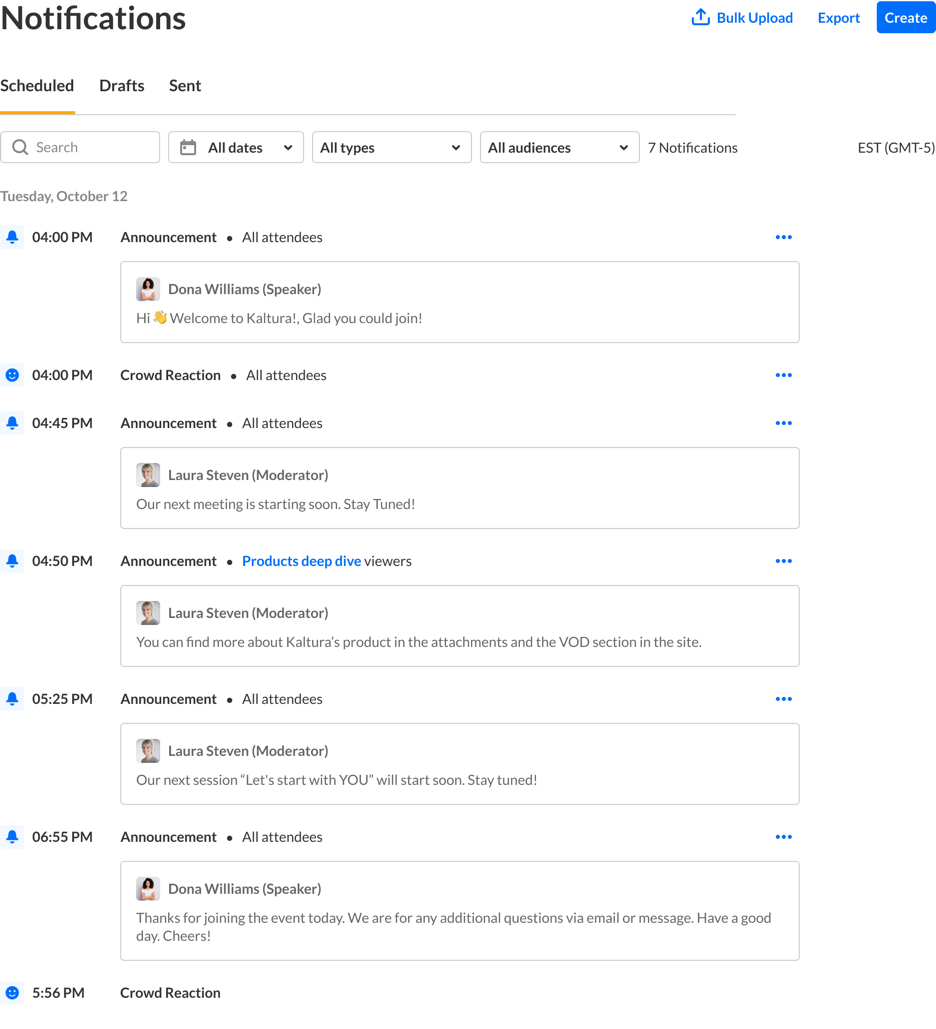 Notifications
Bulk Upload Export Create
Scheduled Drafts Sent
Search All dates All types All audiences 7 Notifications EST (GMT-5)
Tuesday, October 12
04:00 PM Announcement • All attendees •••
Dona Williams (Speaker)
Hi 👋 Welcome to Kaltura!, Glad you could join!
04:00 PM Crowd Reaction • All attendees •••
04:45 PM Announcement • All attendees •••
Laura Steven (Moderator)
Our next meeting is starting soon. Stay Tuned!
04:50 PM Announcement • Products deep dive viewers •••
Laura Steven (Moderator)
You can find more about Kaltura’s product in the attachments and the VOD section in the site.
05:25 PM Announcement • All attendees •••
Laura Steven (Moderator)
Our next session “Let's start with YOU” will start soon. Stay tuned!
06:55 PM Announcement • All attendees •••
Dona Williams (Speaker)
Thanks for joining the event today. We are for any additional questions via email or message. Have a good
day. Cheers!
5:56 PM Crowd Reaction